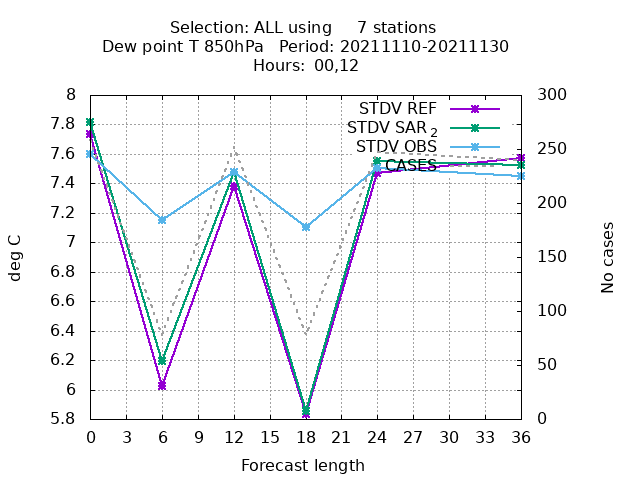 Selection: ALL using 7 stations
Dew point T 850hPa Period: 20211110-20211130
Hours: 00,12
STDV REF
STDV SAR 2
STDV OBS
CASES
8
7.8
7.6
7.4
7.2
7
6.8
6.6
6.4
6.2
6
5.8
300
250
200
150
100
50
0
deg C
No cases
0 3 6 9 12 15 18 21 24 27 30 33 36
Forecast length